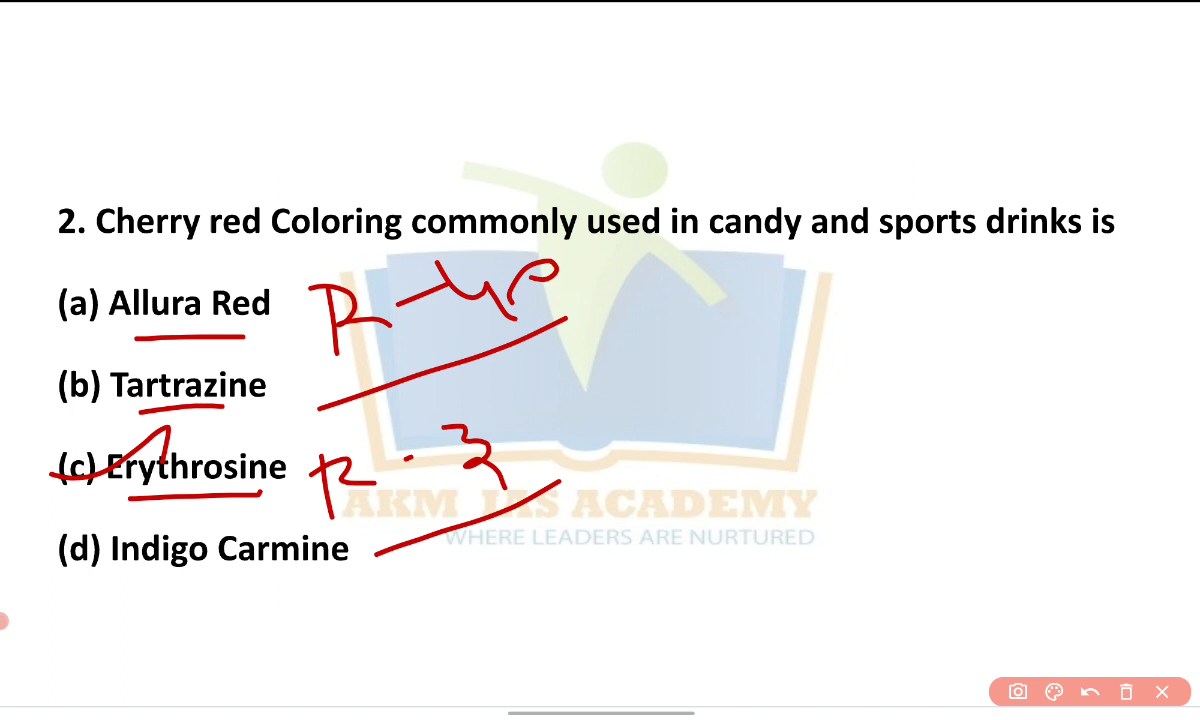 2. Cherry red Coloring commonly used in candy and sports drinks is
(a) Allura Red R-40
(b) Tartrazine
(c) Erythrosine R-3
(d) Indigo Carmine
AKM IAS ACADEMY
WHERE LEADERS ARE NURTURED